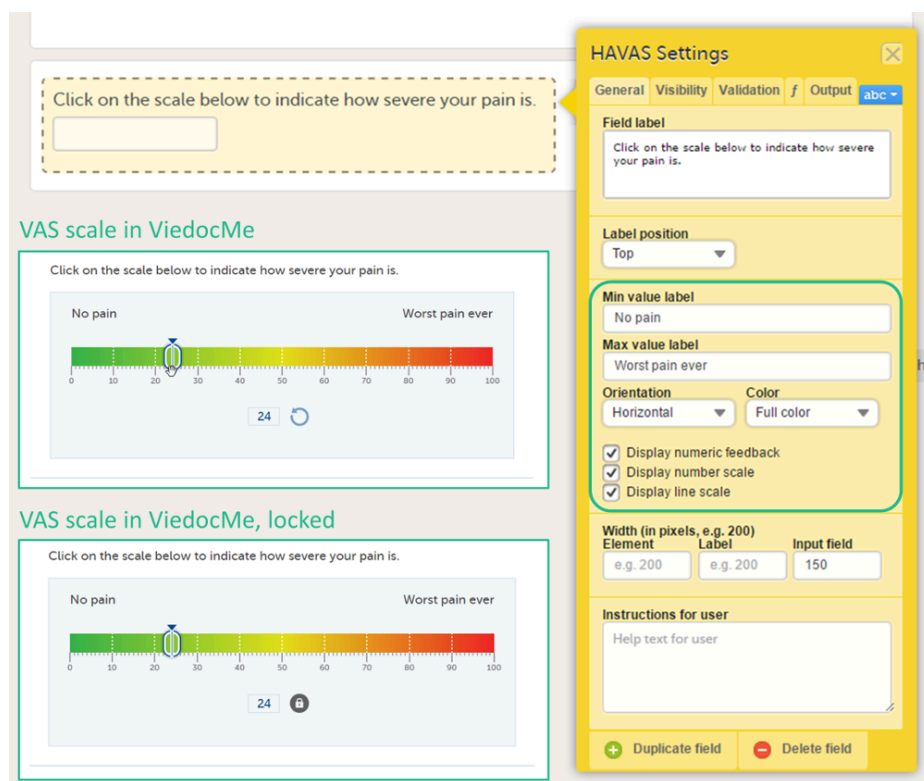 Click on the scale below to indicate how severe your pain is.
VAS scale in ViedocMe
Click on the scale below to indicate how severe your pain is.
No pain Worst pain ever
0 10 20 30 40 50 60 70 80 90 100
24
VAS scale in ViedocMe, locked
Click on the scale below to indicate how severe your pain is.
No pain Worst pain ever
0 10 20 30 40 50 60 70 80 90 100
24
HAVAS Settings
General Visibility Validation f Output abc
Field label
Click on the scale below to indicate how severe
your pain is.
Label position
Top
Min value label
No pain
Max value label
Worst pain ever
Orientation Color
Horizontal Full color
Display numeric feedback
Display number scale
Display line scale
Width (in pixels, e.g. 200)
Element Label Input field
e.g. 200 e.g. 200 150
Instructions for user
Help text for user
Duplicate field Delete field